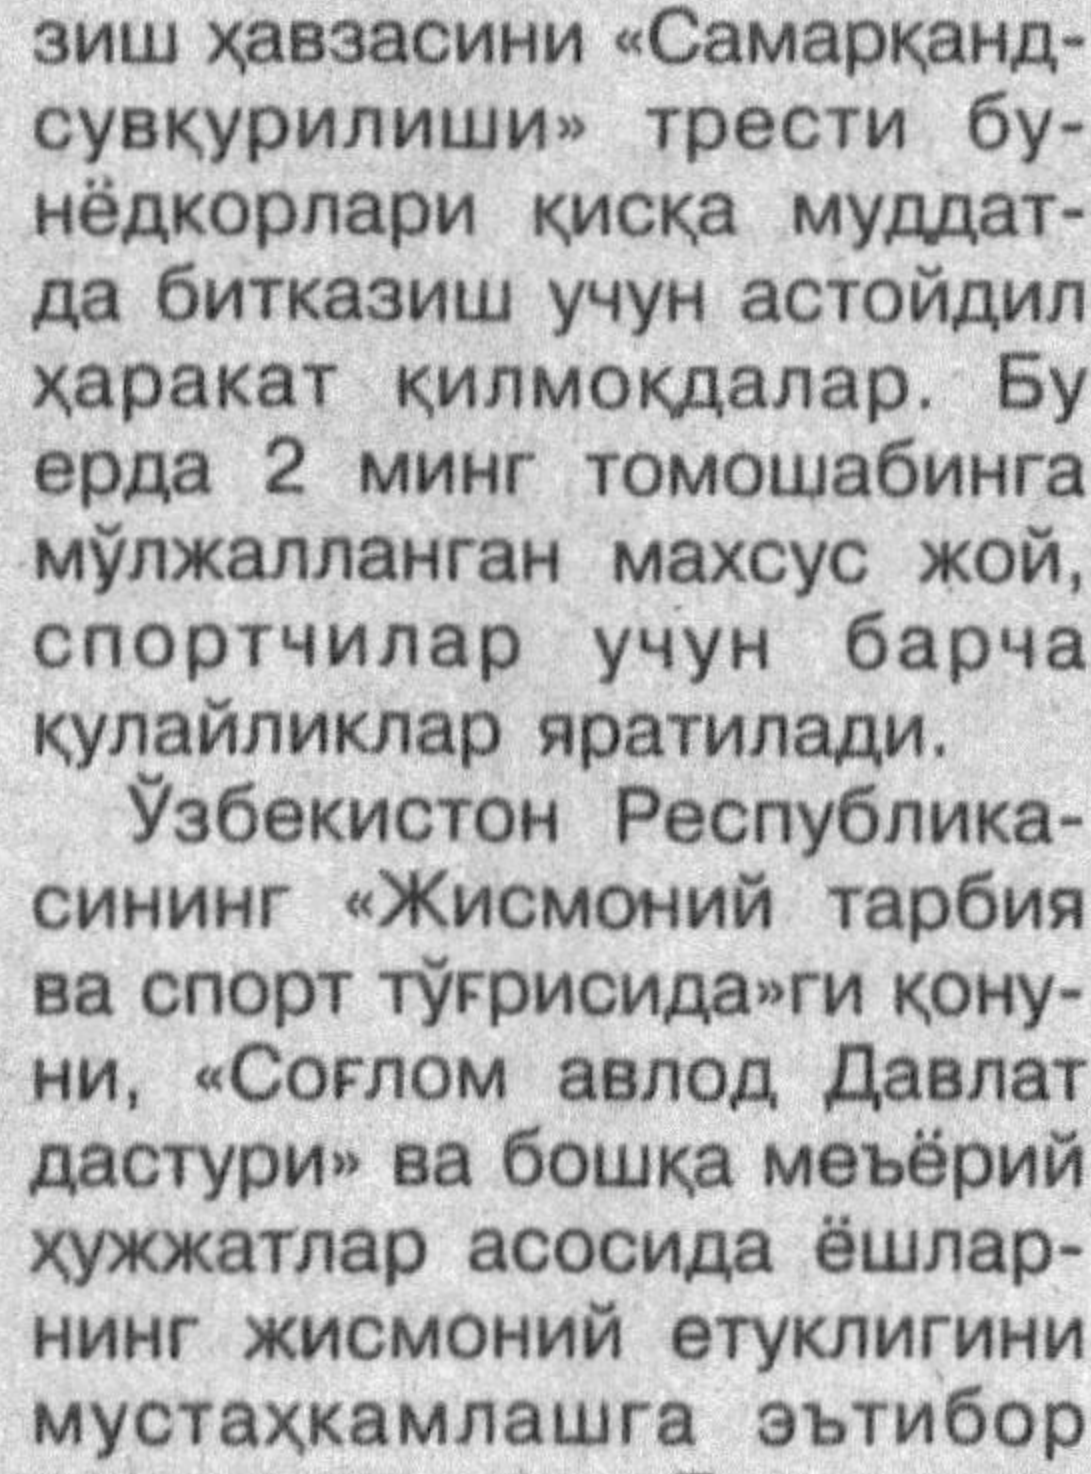 зиш ҳавзасини «Самарқанд-
сувқурилиши» трести бу-
нёдкорлари қисқа муддат-
да битказиш учун астойдил
ҳаракат қилмоқдалар. Бу
ерда 2 минг томошабинга
мўлжалланган махсус жой,
спортчилар учун барча
қулайликлар яратилади.
Ўзбекистон Республика-
сининг «Жисмоний тарбия
ва спорт тўғрисида»ги қону-
ни, «Соғлом авлод Давлат
дастури» ва бошқа меъёрий
ҳужжатлар асосида ёшлар-
нинг жисмоний етуклигини
мустаҳкамлашга эътибор